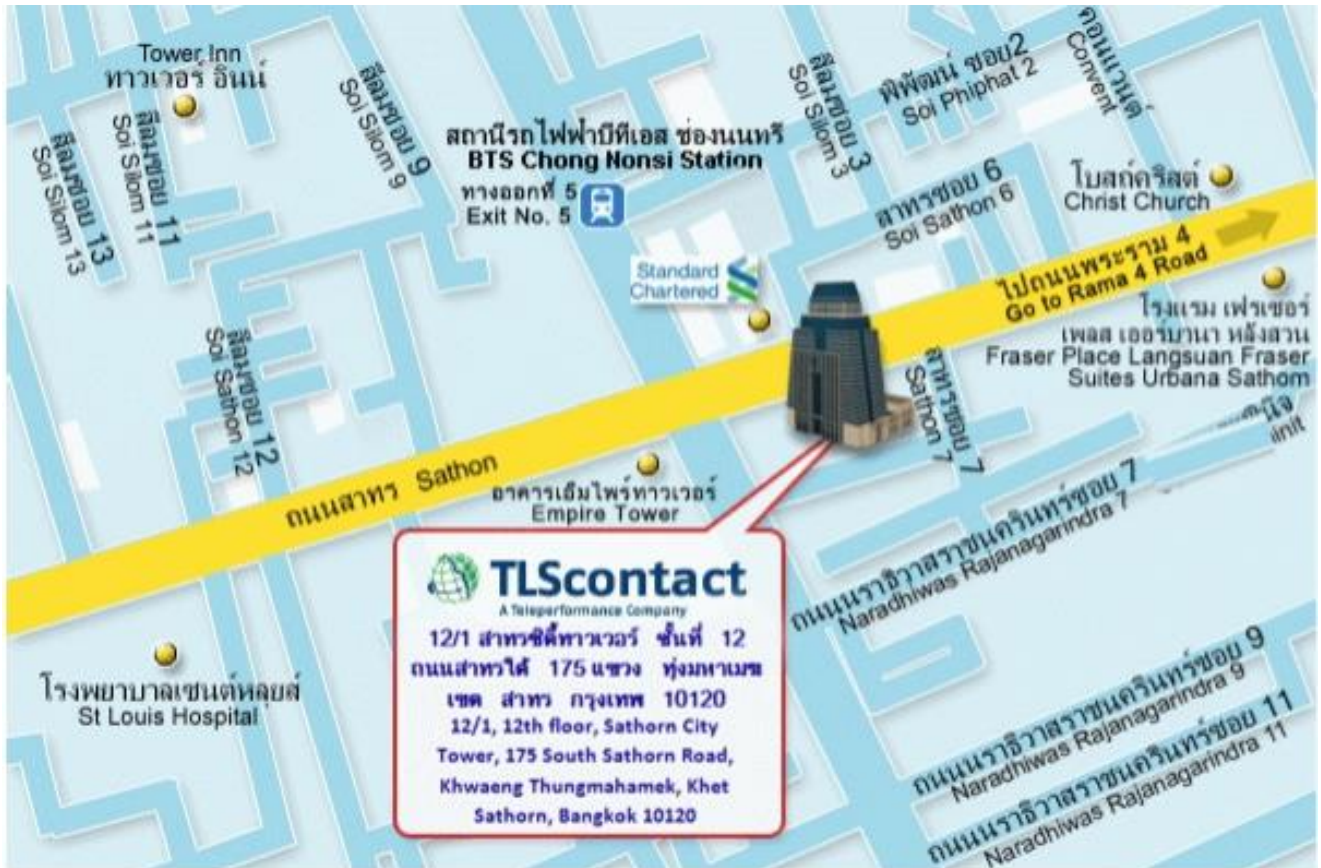 Tower Inn
ทาวเวอร์ อินน์
สีลมซอย 13
Soi Silom 13
สีลมซอย 11
Soi Silom 11
สีลมซอย 9
Soi Silom 9
สถานีรถไฟฟ้าบีทีเอส ช่องนนทรี
BTS Chong Nonsi Station
ทางออกที่ 5
Exit No. 5
สีลมซอย 3
Soi Silom 3
พิพัฒน์ ซอย2
Soi Phiphat 2
คอนแวนต์
Convent
สาทรซอย 6
Soi Sathon 6
โบสถ์คริสต์
Christ Church
Standard
Chartered
ไปถนนพระราม 4
Go to Rama 4 Road
โรงแรม เฟรเซอร์
เพลส เออร์บานา หลังสวน
Fraser Place Langsuan Fraser
Suites Urbana Sathorn
สีลมซอย 12
Soi Sathon 12
สาทรซอย 7
Sathon 7
ถนนสาทร Sathon
อาคารเอ็มไพร์ทาวเวอร์
Empire Tower
ถนนนราธิวาสราชนครินทร์ซอย 7
Naradhiwas Rajanagarindra 7
TLScontact
A Teleperformance Company
12/1 สาทรซิตี้ทาวเวอร์ ชั้นที่ 12
ถนนสาทรใต้ 175 แขวง ทุ่งมหาเมฆ
เขต สาทร กรุงเทพ 10120
12/1, 12th floor, Sathorn City
Tower, 175 South Sathorn Road,
Khwaeng Thungmahamek, Khet
Sathorn, Bangkok 10120
โรงพยาบาลเซนต์หลุยส์
St Louis Hospital
ถนนนราธิวาสราชนครินทร์ซอย 9
Naradhiwas Rajanagarindra 9
ถนนนราธิวาสราชนครินทร์ซอย 11
Naradhiwas Rajanagarindra 11